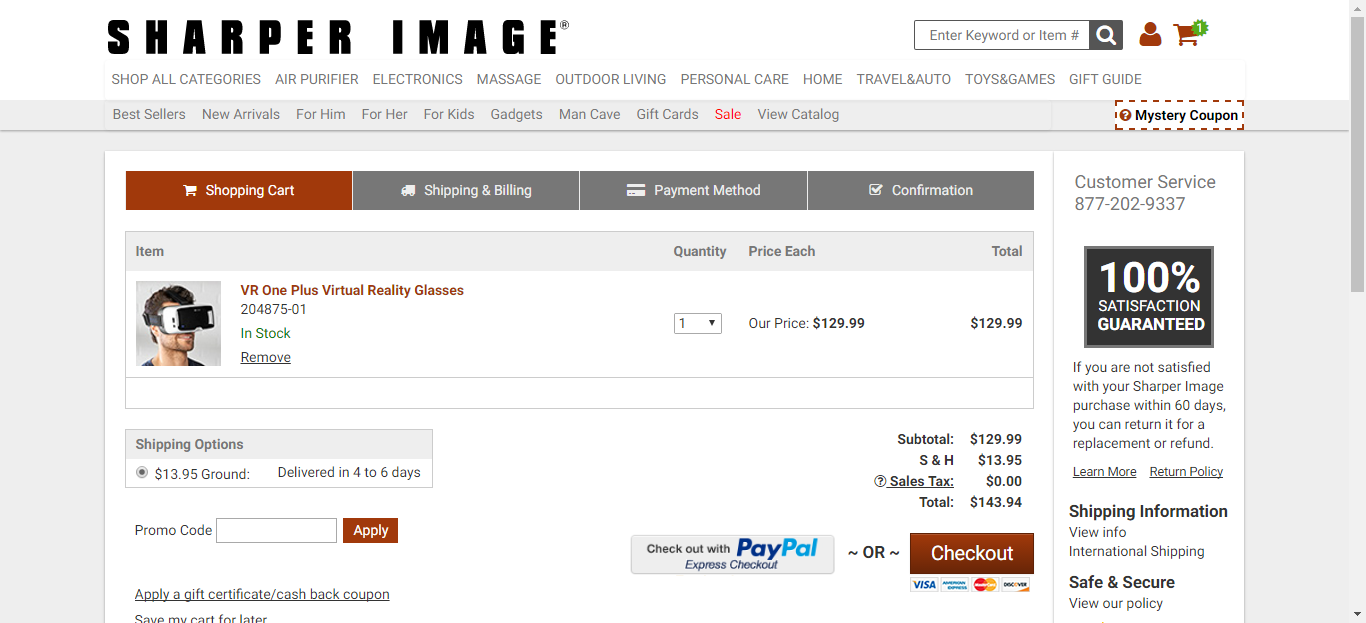 SHARPER IMAGE®
Enter Keyword or Item #
1
SHOP ALL CATEGORIES AIR PURIFIER ELECTRONICS MASSAGE OUTDOOR LIVING PERSONAL CARE HOME TRAVEL&AUTO TOYS&GAMES GIFT GUIDE
Best Sellers New Arrivals For Him For Her For Kids Gadgets Man Cave Gift Cards Sale View Catalog
Mystery Coupon
Shopping Cart Shipping & Billing Payment Method Confirmation
Item Quantity Price Each Total
VR One Plus Virtual Reality Glasses
204875-01
In Stock
Remove
1
Our Price: $129.99
$129.99
Shipping Options
$13.95 Ground: Delivered in 4 to 6 days
Promo Code
Apply
Apply a gift certificate/cash back coupon
Save my cart for later
Subtotal: $129.99
S & H $13.95
? Sales Tax: $0.00
Total: $143.94
Check out with PayPal
Express Checkout
~ OR ~
Checkout
VISA AMERICAN EXPRESS MasterCard DISCOVER
Customer Service
877-202-9337
100%
SATISFACTION
GUARANTEED
If you are not satisfied
with your Sharper Image
purchase within 60 days,
you can return it for a
replacement or refund.
Learn More Return Policy
Shipping Information
View info
International Shipping
Safe & Secure
View our policy